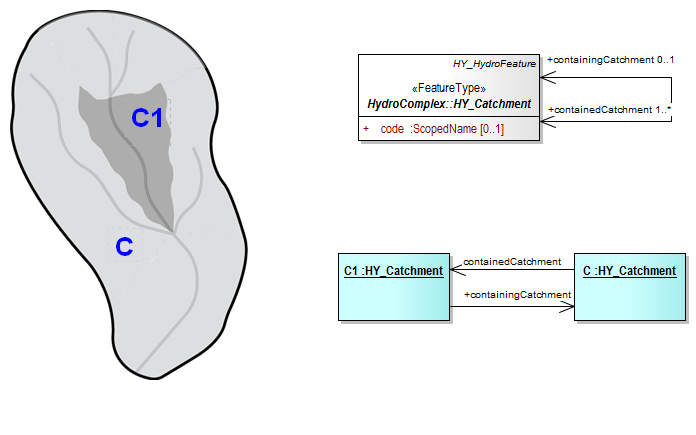 C1
C
HY_HydroFeature
«FeatureType»
HydroComplex::HY_Catchment
+ code :ScopedName [0..1]
+containingCatchment 0..1
+containedCatchment 1..*
C1 :HY_Catchment
containedCatchment
+containingCatchment
C :HY_Catchment